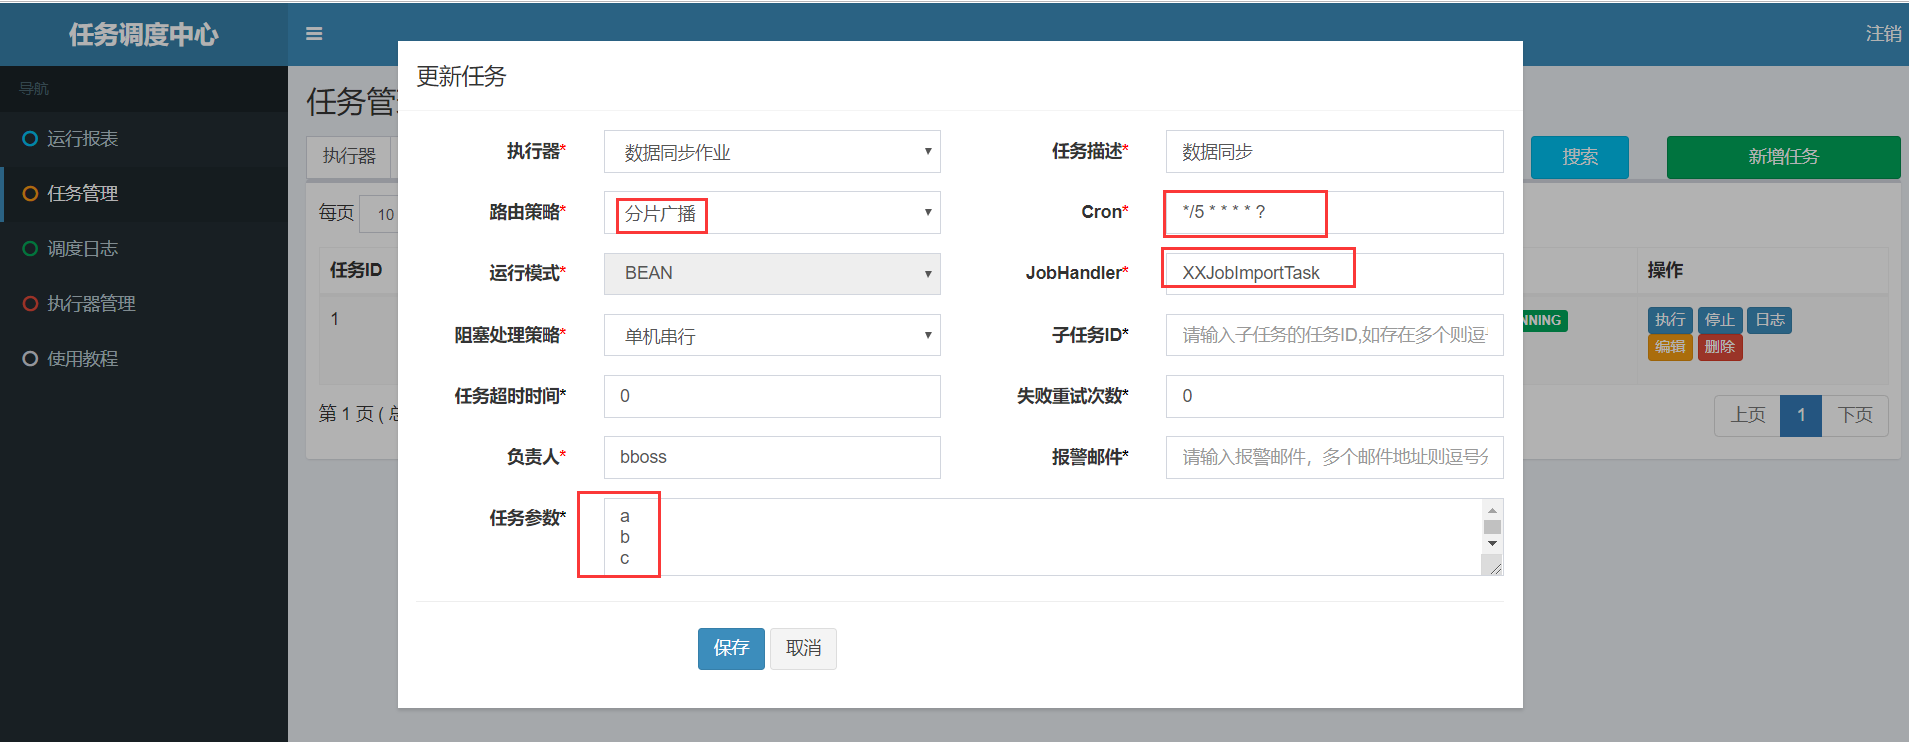 任务调度中心
注销
导航
运行报表
任务管理
调度日志
执行器管理
使用教程
任务管
执行器
搜索
新增任务
每页 10
任务ID
操作
1
NNING
执行 停止 日志
编辑 删除
第 1 页 ( 总
上页 1 下页
更新任务
执行器* 数据同步作业
任务描述* 数据同步
路由策略* 分片广播
Cron* */5 * * * * ?
运行模式* BEAN
JobHandler* XXJobImportTask
阻塞处理策略* 单机串行
子任务ID* 请输入子任务的任务ID,如存在多个则逗
任务超时时间* 0
失败重试次数* 0
负责人* bboss
报警邮件* 请输入报警邮件，多个邮件地址则逗号分
任务参数* a
b
c
保存 取消